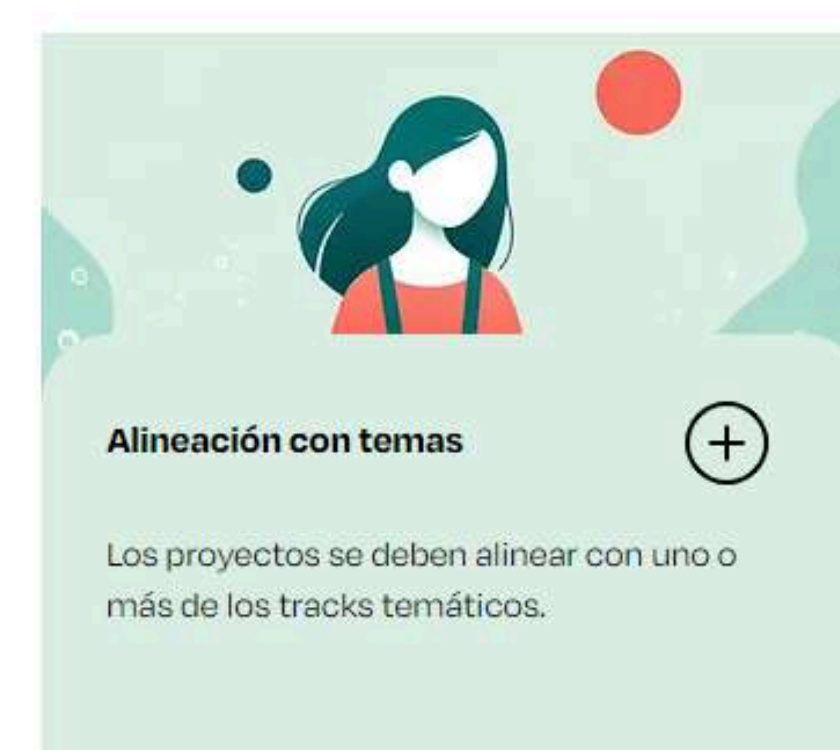 Alineación con temas
Los proyectos se deben alinear con uno o
más de los tracks temáticos.